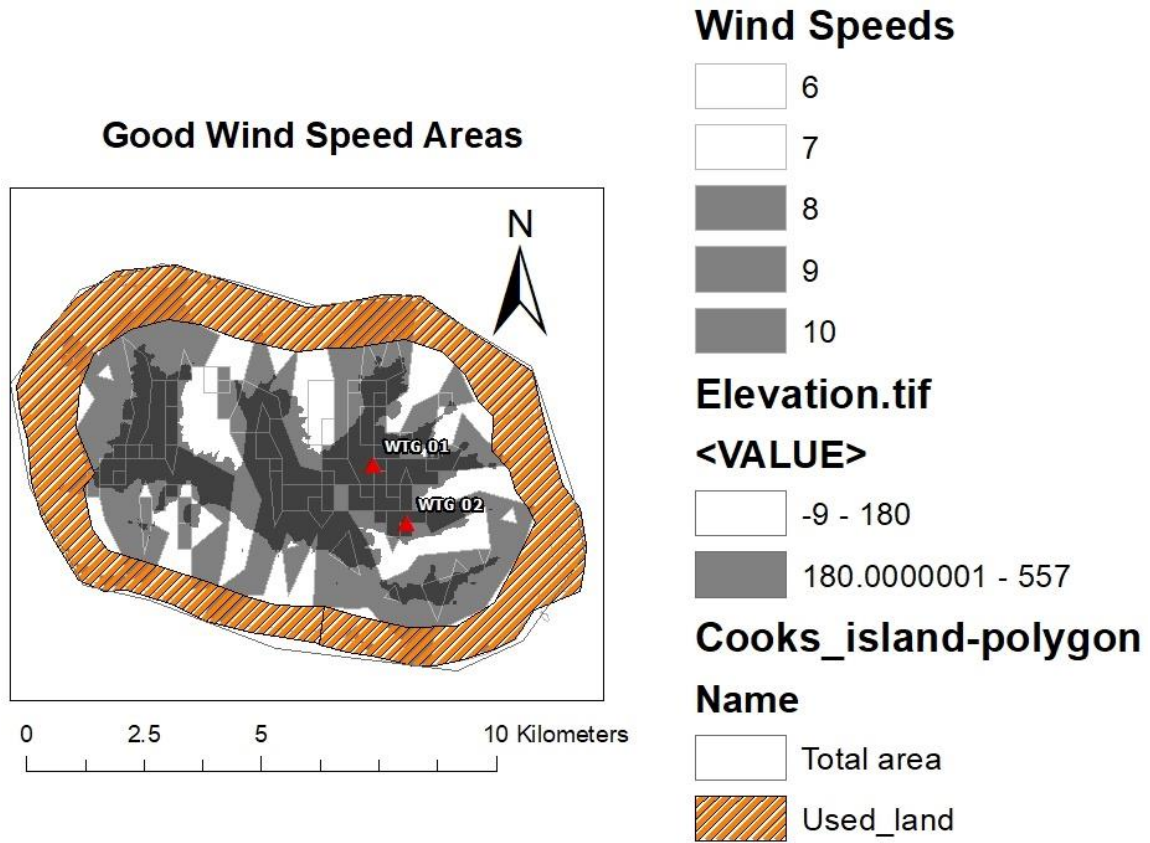 Good Wind Speed Areas
N
WTG 01
WTG 02
0 2.5 5 10 Kilometers
Wind Speeds
6
7
8
9
10
Elevation.tif
<VALUE>
-9 - 180
180.0000001 - 557
Cooks_island-polygon
Name
Total area
Used_land